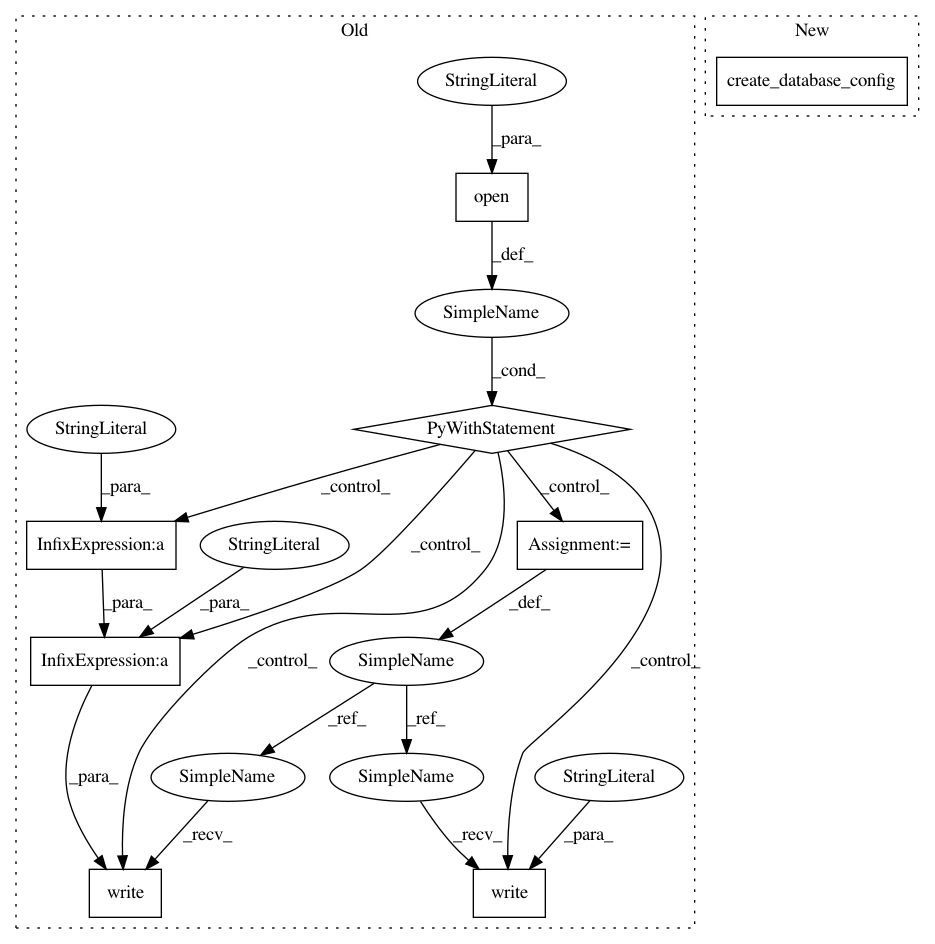 Old
New
StringLiteral
create_database_config
_para_
open
_def_
SimpleName
_cond_
StringLiteral
PyWithStatement
_para_
_control_
_control_
InfixExpression:a
StringLiteral
_control_
Assignment:=
_para_
_para_
_def_
InfixExpression:a
SimpleName
_control_
_control_
_ref_
_ref_
_para_
SimpleName
SimpleName
StringLiteral
_recv_
_recv_
_para_
write
write